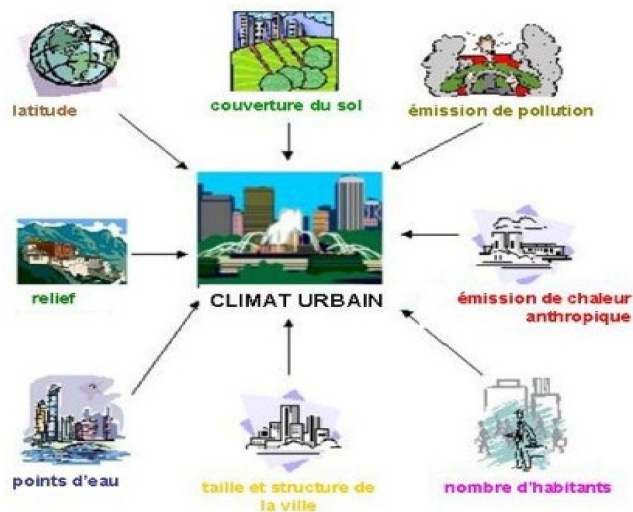 latitude
couverture du sol
émission de pollution
relief
CLIMAT URBAIN
émission de chaleur
anthropique
points d'eau
taille et structure de
la ville
nombre d'habitants